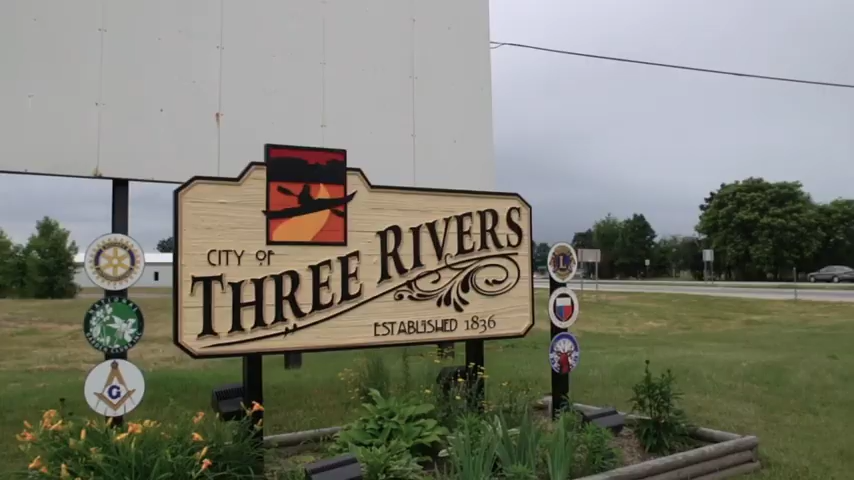 CITY OF
THREE RIVERS
ESTABLISHED 1836
G
L